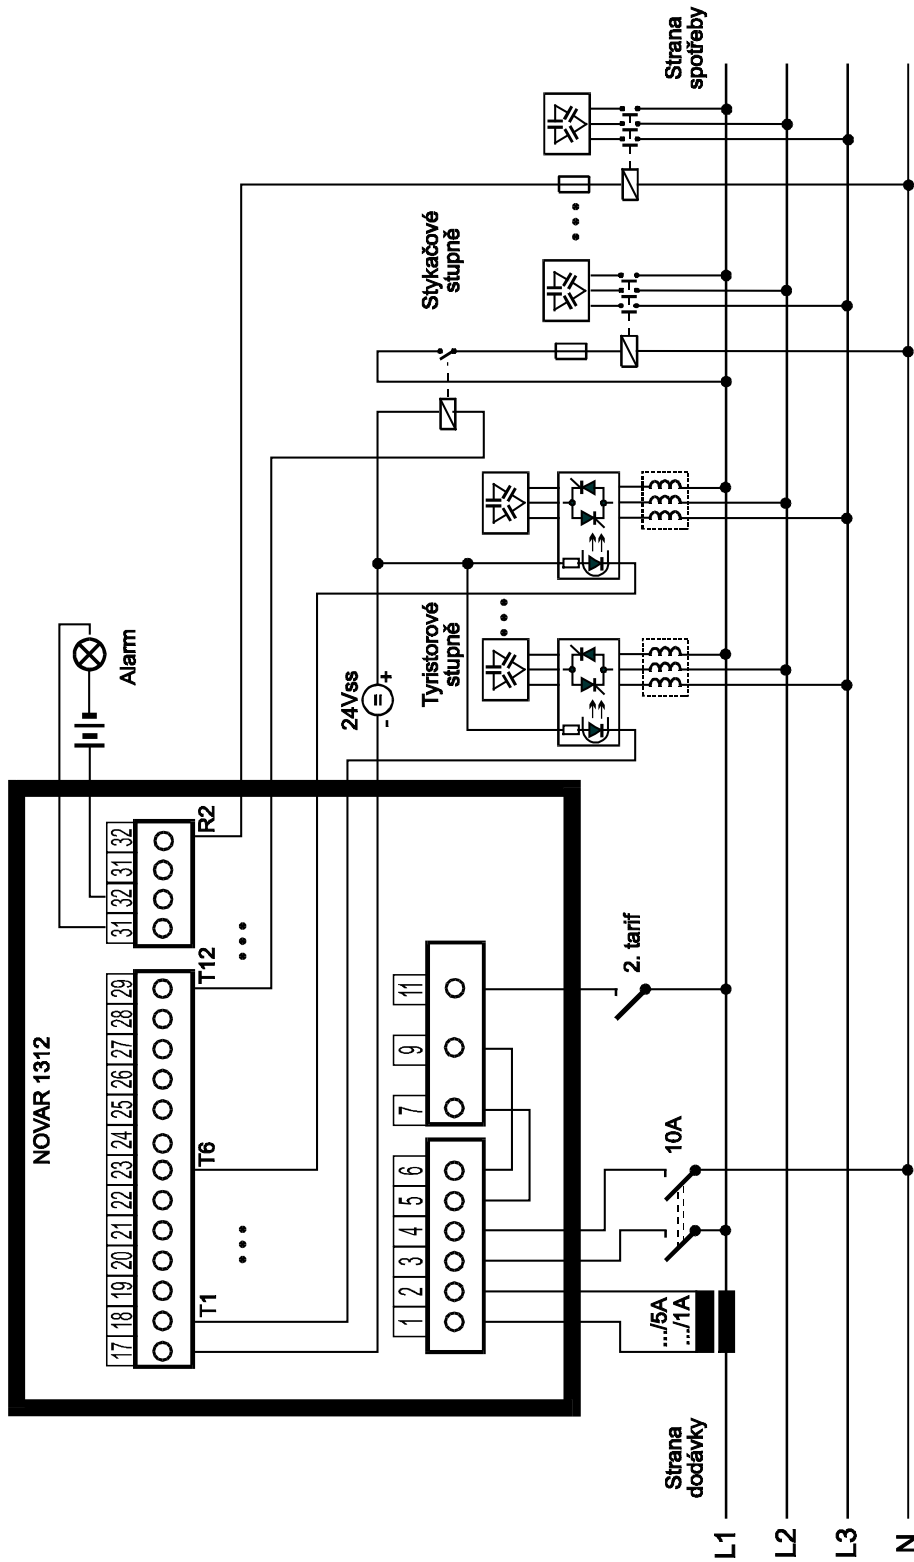 NOVAR 1312
Alarm
17 18 19 20 21 22 23 24 25 26 27 28 29
31 32 31 32
T1
T6
T12
R2
24Vss
- = +
Tyristorové
stupně
Stykačové
stupně
1 2 3 4 5 6
7 9 11
.../5A
.../1A
10A
2. tarif
Strana
dodávky
Strana
spotřeby
L1
L2
L3
N